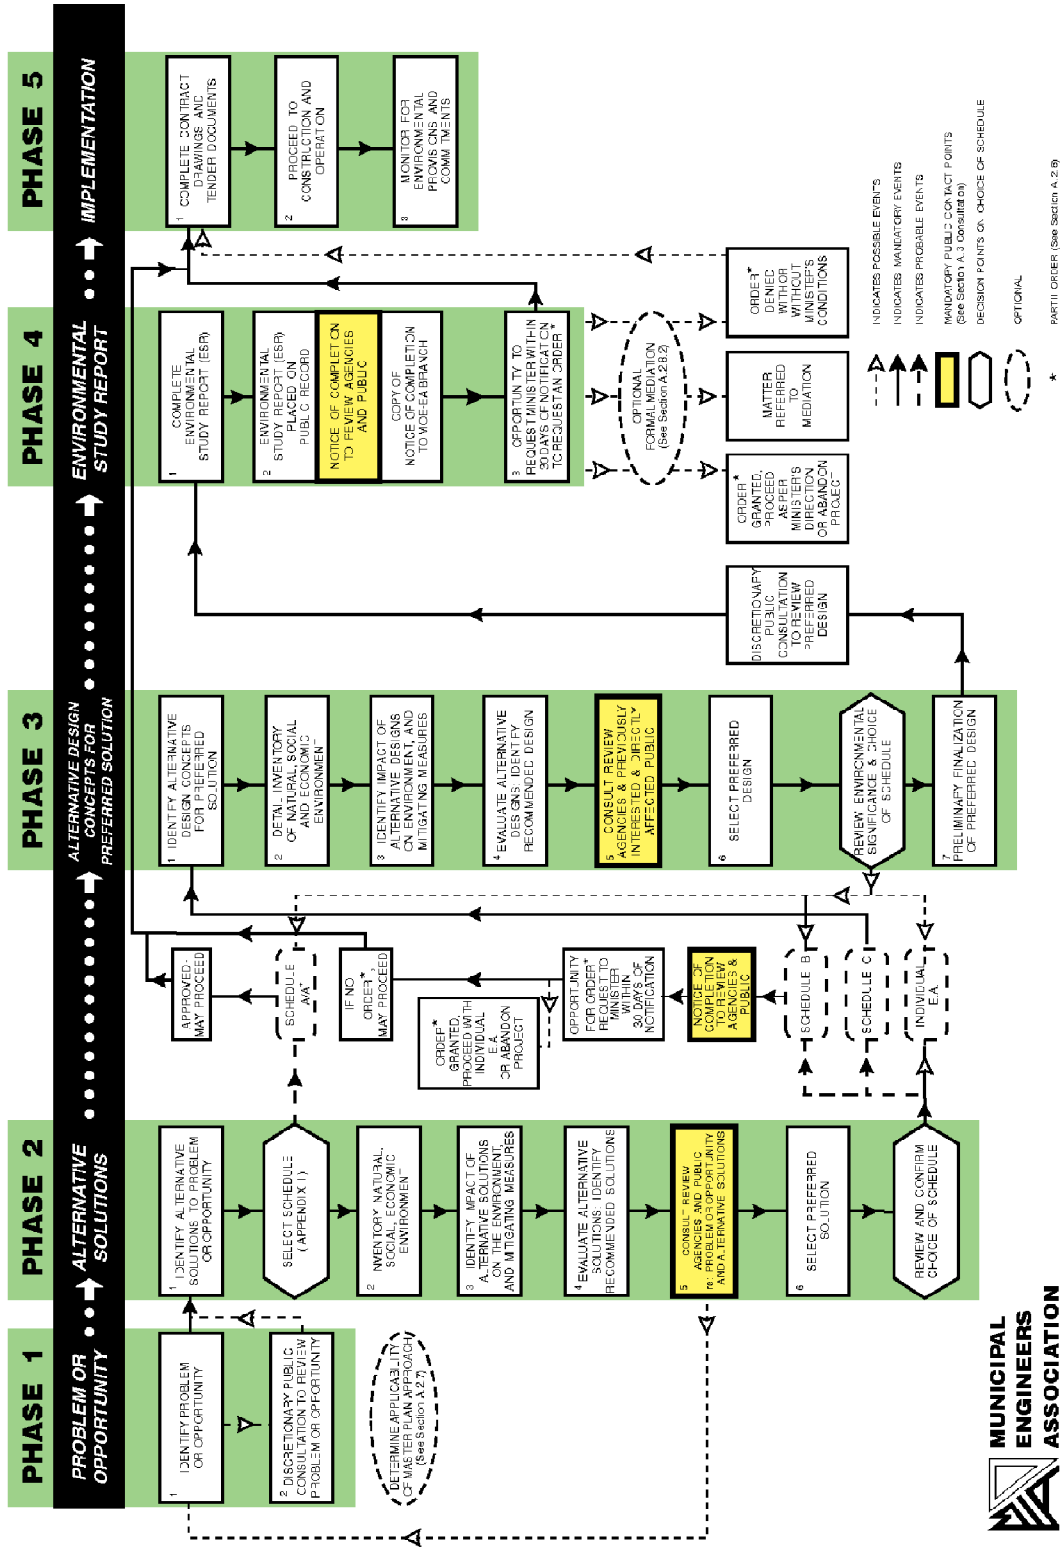 PHASE 1
PROBLEM OR
OPPORTUNITY
1 IDENTIFY PROBLEM
OR OPPORTUNITY
2 DISCRETIONARY PUBLIC
CONSULTATION TO REVIEW
PROBLEM OR OPPORTUNITY
DETERMINE APPLICABILITY
OF MASTER PLAN APPROACH
(See Section A.2.7)
PHASE 2
ALTERNATIVE
SOLUTIONS
1 IDENTIFY ALTERNATIVE
SOLUTIONS TO PROBLEM
OR OPPORTUNITY
SELECT SCHEDULE
( APPENDIX I )
2 INVENTORY NATURAL,
SOCIAL, ECONOMIC
ENVIRONMENT
3 IDENTIFY IMPACT OF
ALTERNATIVE SOLUTIONS
ON THE ENVIRONMENT,
AND MITIGATING MEASURES
4 EVALUATE ALTERNATIVE
SOLUTIONS: IDENTIFY
RECOMMENDED SOLUTIONS
5 CONSULT REVIEW
AGENCIES AND PUBLIC
re: PROBLEM OR OPPORTUNITY
AND ALTERNATIVE SOLUTIONS
6 SELECT PREFERRED
SOLUTION
REVIEW AND CONFIRM
CHOICE OF SCHEDULE
APPROVED-
MAY PROCEED
SCHEDULE
A/A+
IF NO
ORDER*,
MAY PROCEED
ORDER*
GRANTED,
PROCEED WITH
INDIVIDUAL
E.A.
OR ABANDON
PROJECT
OPPORTUNITY
FOR ORDER*
REQUEST TO
MINISTER
WITHIN
30 DAYS OF
NOTIFICATION
NOTICE OF
COMPLETION
TO REVIEW
AGENCIES &
PUBLIC
SCHEDULE B
SCHEDULE C
INDIVIDUAL
E.A.
PHASE 3
ALTERNATIVE DESIGN
CONCEPTS FOR
PREFERRED SOLUTION
1 IDENTIFY ALTERNATIVE
DESIGN CONCEPTS
FOR PREFERRED
SOLUTION
2 DETAIL INVENTORY
OF NATURAL, SOCIAL
AND ECONOMIC
ENVIRONMENT
3 IDENTIFY IMPACT OF
ALTERNATIVE DESIGNS
ON ENVIRONMENT, AND
MITIGATING MEASURES
4 EVALUATE ALTERNATIVE
DESIGNS: IDENTIFY
RECOMMENDED DESIGN
5 CONSULT REVIEW
AGENCIES & PREVIOUSLY
INTERESTED & DIRECTLY
AFFECTED PUBLIC
6 SELECT PREFERRED
DESIGN
REVIEW ENVIRONMENTAL
SIGNIFICANCE & CHOICE
OF SCHEDULE
7 PRELIMINARY FINALIZATION
OF PREFERRED DESIGN
DISCRETIONARY
PUBLIC
CONSULTATION
TO REVIEW
PREFERRED
DESIGN
PHASE 4
ENVIRONMENTAL
STUDY REPORT
1 COMPLETE
ENVIRONMENTAL
STUDY REPORT (ESR)
2 ENVIRONMENTAL
STUDY REPORT (ESR)
PLACED ON
PUBLIC RECORD
NOTICE OF COMPLETION
TO REVIEW AGENCIES
AND PUBLIC
COPY OF
NOTICE OF COMPLETION
TO MOE-EA BRANCH
3 OPPORTUNITY TO
REQUEST MINISTER WITHIN
30 DAYS OF NOTIFICATION
TO REQUEST AN ORDER*
OPTIONAL
FORMAL MEDIATION
(See Section A.2.8.2)
ORDER*
GRANTED,
PROCEED
AS PER
MINISTER'S
DIRECTION
OR ABANDON
PROJECT
MATTER
REFERRED
TO
MEDIATION
ORDER*
DENIED
WITH OR
WITHOUT
MINISTER'S
CONDITIONS
PHASE 5
IMPLEMENTATION
1 COMPLETE CONTRACT
DRAWINGS AND
TENDER DOCUMENTS
2 PROCEED TO
CONSTRUCTION AND
OPERATION
3 MONITOR FOR
ENVIRONMENTAL
PROVISIONS AND
COMMITMENTS
INDICATES POSSIBLE EVENTS
INDICATES MANDATORY EVENTS
INDICATES PROBABLE EVENTS
MANDATORY PUBLIC CONTACT POINTS
(See Section A.3 Consultation)
DECISION POINTS ON CHOICE OF SCHEDULE
OPTIONAL
* PART II ORDER (See Section A.2.8)
MUNICIPAL
ENGINEERS
ASSOCIATION